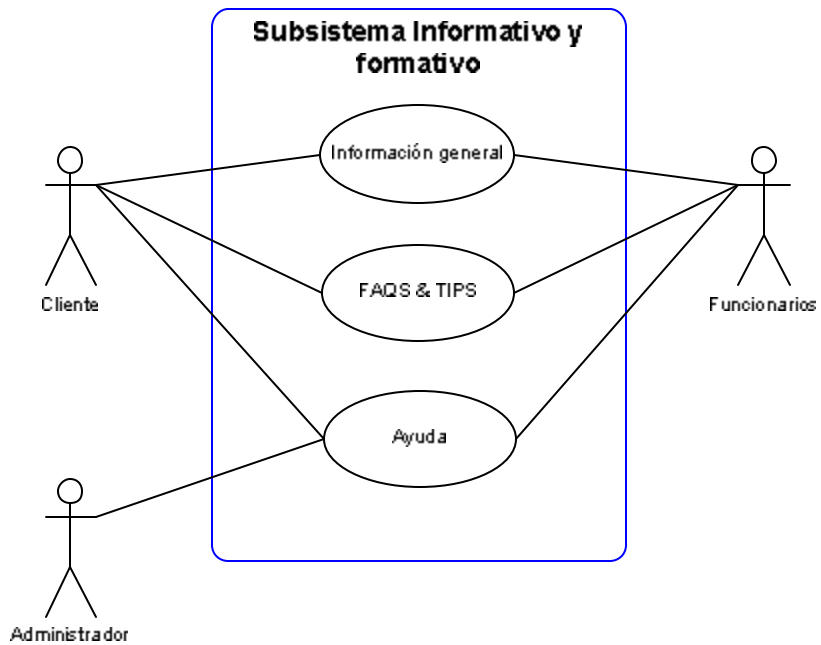 Subsistema Informativo y
formativo
Información general
FAQS & TIPS
Cliente
Funcionarios
Ayuda
Administrador